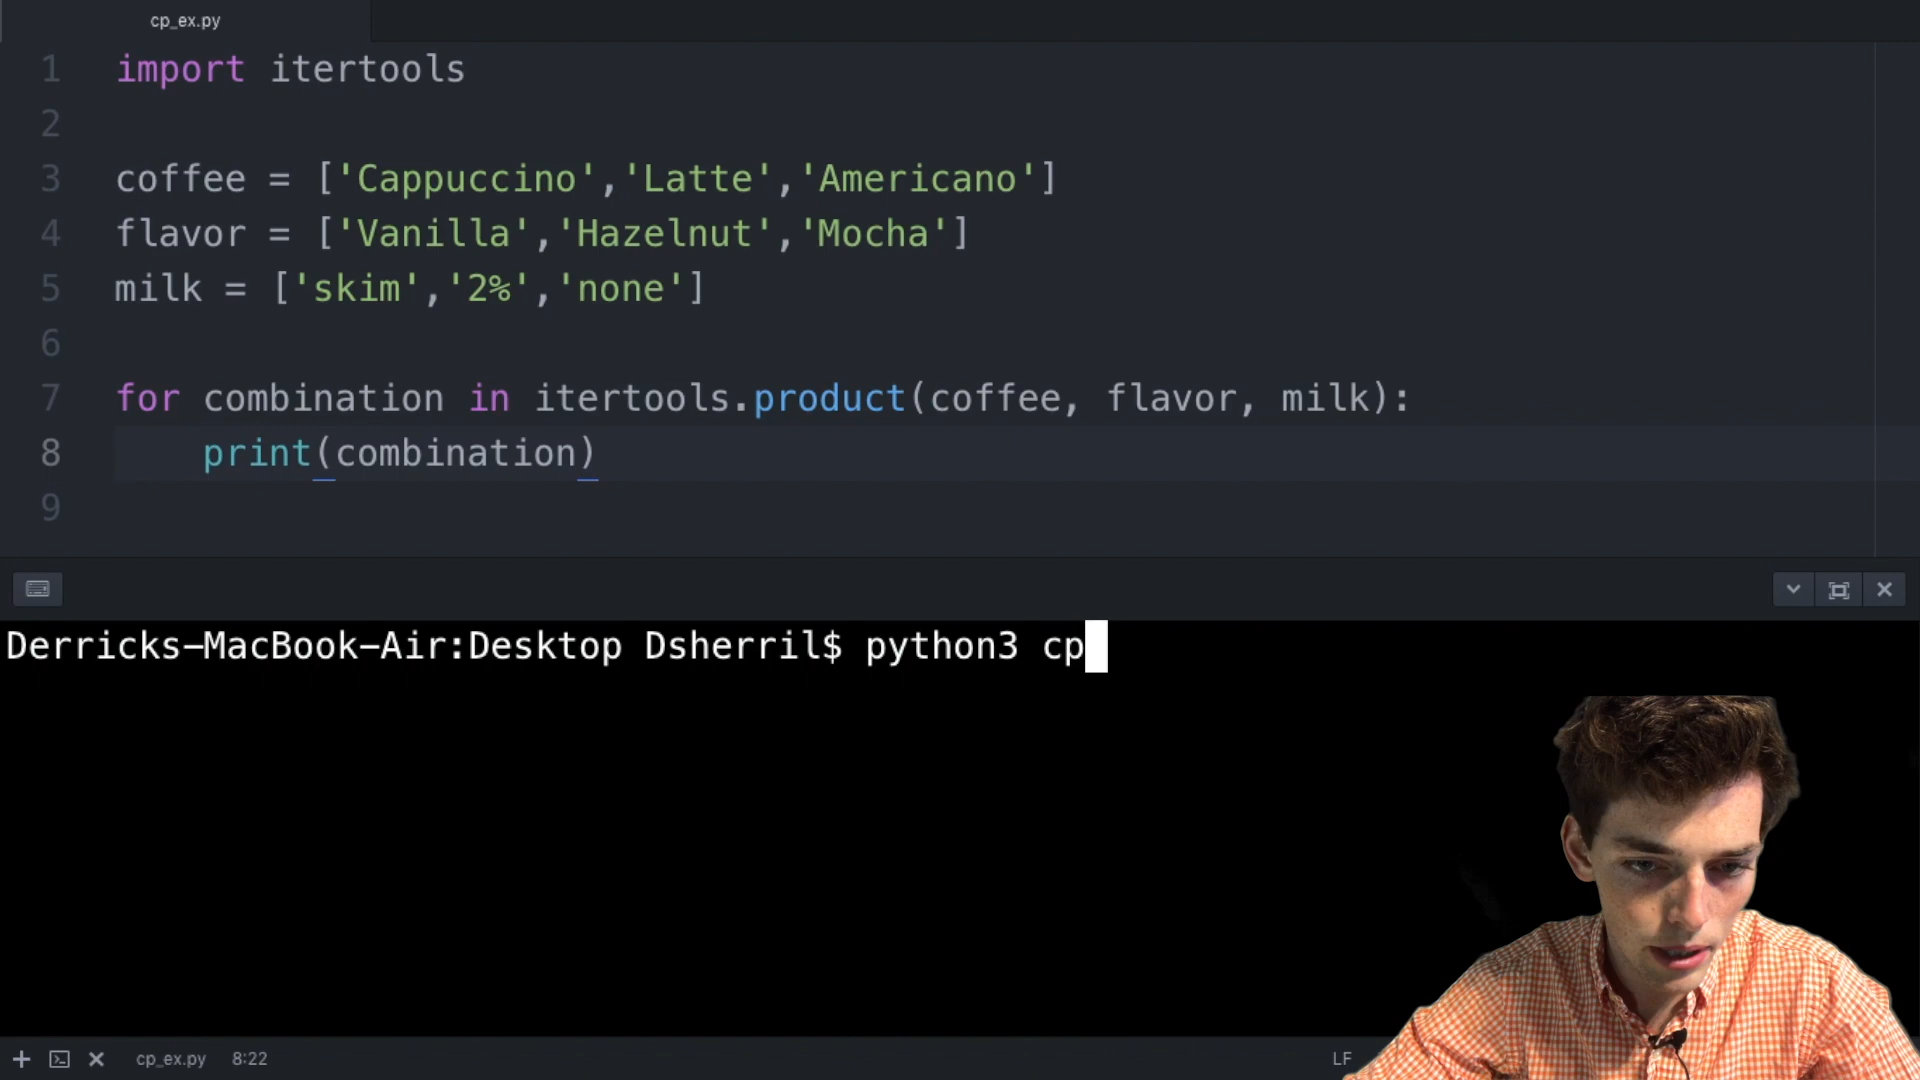 cp_ex.py
1 import itertools
2
3 coffee = ['Cappuccino','Latte','Americano']
4 flavor = ['Vanilla','Hazelnut','Mocha']
5 milk = ['skim','2%','none']
6
7 for combination in itertools.product(coffee, flavor, milk):
8     print(combination)
9
Derricks-MacBook-Air:Desktop Dsherril$ python3 cp
cp_ex.py 8:22 LF